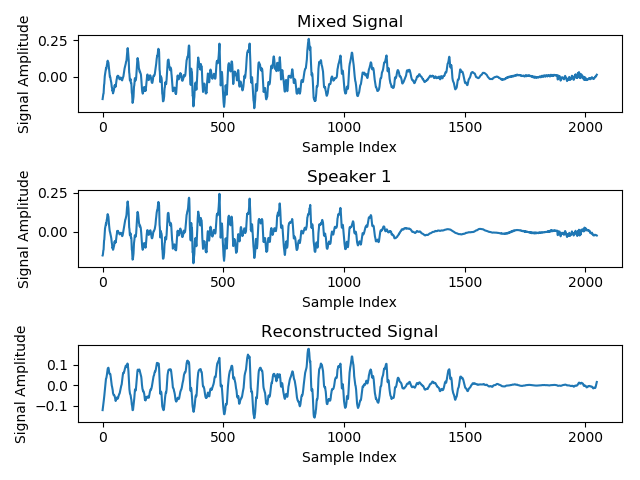 Mixed Signal
Signal Amplitude
0.25
0.00
0 500 1000 1500 2000
Sample Index
Speaker 1
Signal Amplitude
0.25
0.00
0 500 1000 1500 2000
Sample Index
Reconstructed Signal
Signal Amplitude
0.1
0.0
−0.1
0 500 1000 1500 2000
Sample Index